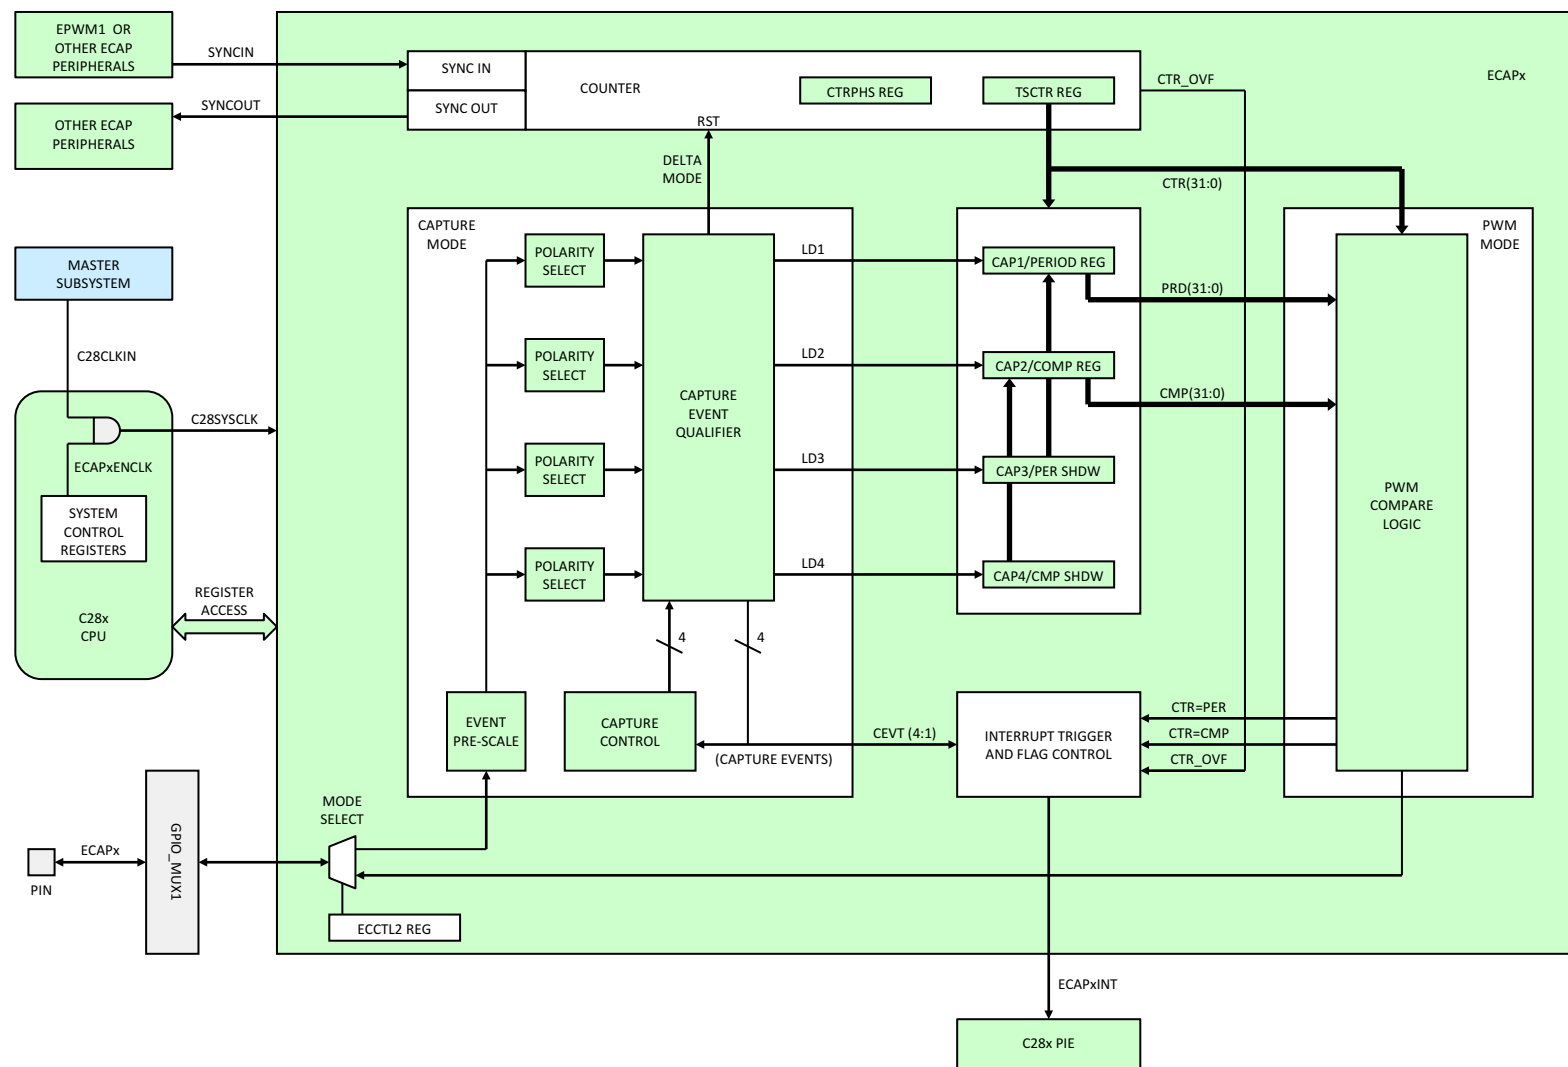 EPWM1 OR
OTHER ECAP
PERIPHERALS
SYNCIN
SYNC IN
COUNTER
CTRPHS REG
TSCTR REG
CTR_OVF
ECAPx
OTHER ECAP
PERIPHERALS
SYNCOUT
SYNC OUT
RST
DELTA
MODE
CTR(31:0)
CAPTURE
MODE
PWM
MODE
MASTER
SUBSYSTEM
POLARITY
SELECT
LD1
CAP1/PERIOD REG
PRD(31:0)
C28CLKIN
POLARITY
SELECT
LD2
CAP2/COMP REG
CMP(31:0)
CAPTURE
EVENT
QUALIFIER
C28SYSCLK
ECAPxENCLK
POLARITY
SELECT
LD3
CAP3/PER SHDW
PWM
COMPARE
LOGIC
SYSTEM
CONTROL
REGISTERS
POLARITY
SELECT
LD4
CAP4/CMP SHDW
REGISTER
ACCESS
C28x
CPU
4
4
EVENT
PRE-SCALE
CAPTURE
CONTROL
CEVT (4:1)
(CAPTURE EVENTS)
INTERRUPT TRIGGER
AND FLAG CONTROL
CTR=PER
CTR=CMP
CTR_OVF
MODE
SELECT
GPIO_MUX1
ECAPx
PIN
ECCTL2 REG
ECAPxINT
C28x PIE